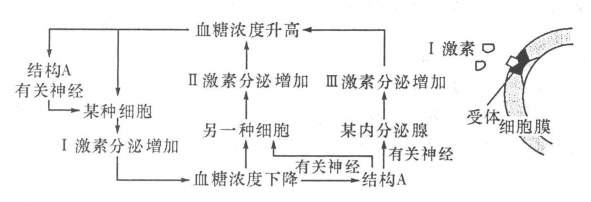 血糖浓度升高
结构A
有关神经
某种细胞
Ⅰ激素分泌增加
Ⅱ激素分泌增加
另一种细胞
血糖浓度下降
有关神经
结构A
Ⅲ激素分泌增加
某内分泌腺
有关神经
Ⅰ激素
受体
细胞膜